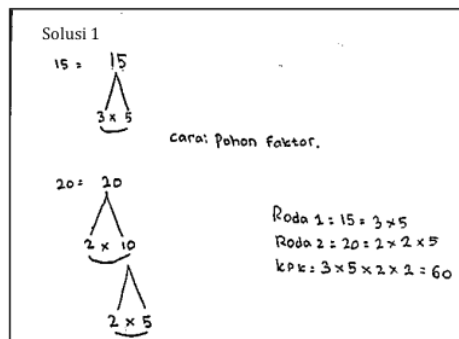 Solusi 1
15 = 15
3 x 5
cara: Pohon Faktor.
20 = 20
2 x 10
2 x 5
Roda 1 = 15 = 3 x 5
Roda 2 = 20 = 2 x 2 x 5
KPK = 3 x 5 x 2 x 2 = 60